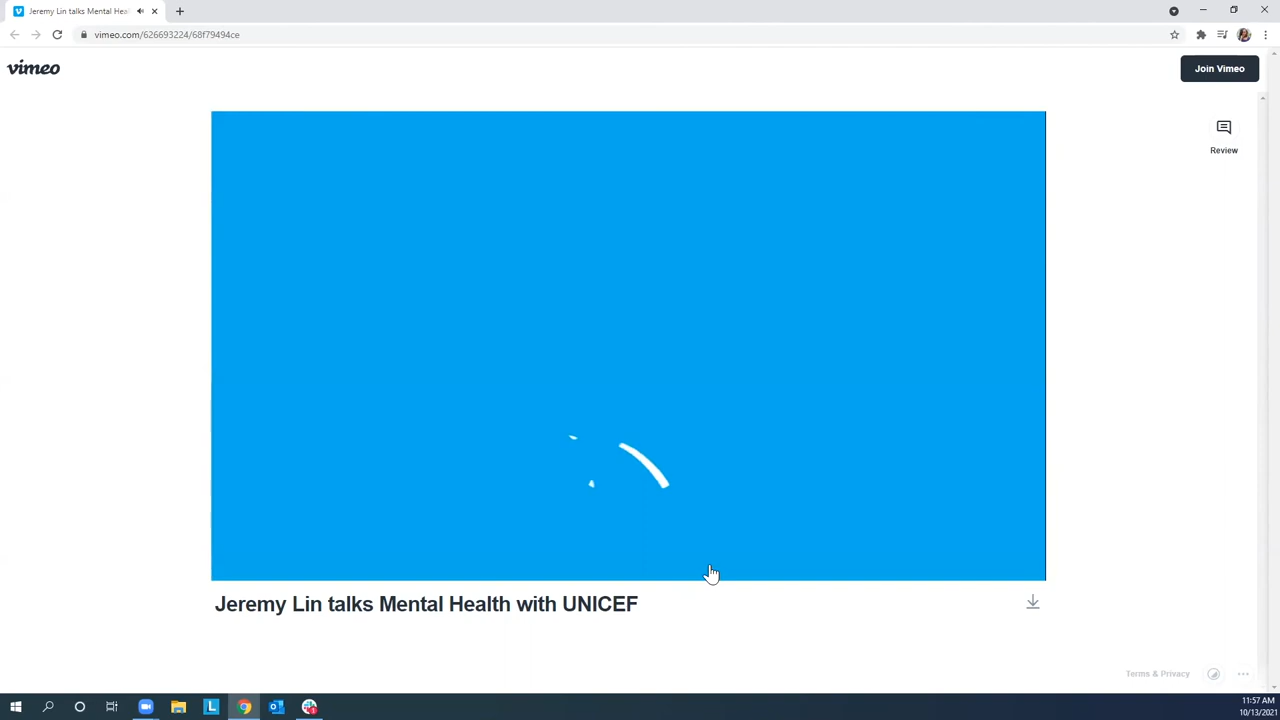 Jeremy Lin talks Mental Heal
vimeo.com/626693224/68f79494ce
vimeo
Join Vimeo
Review
Jeremy Lin talks Mental Health with UNICEF
Terms & Privacy
L
11:57 AM
10/13/2021